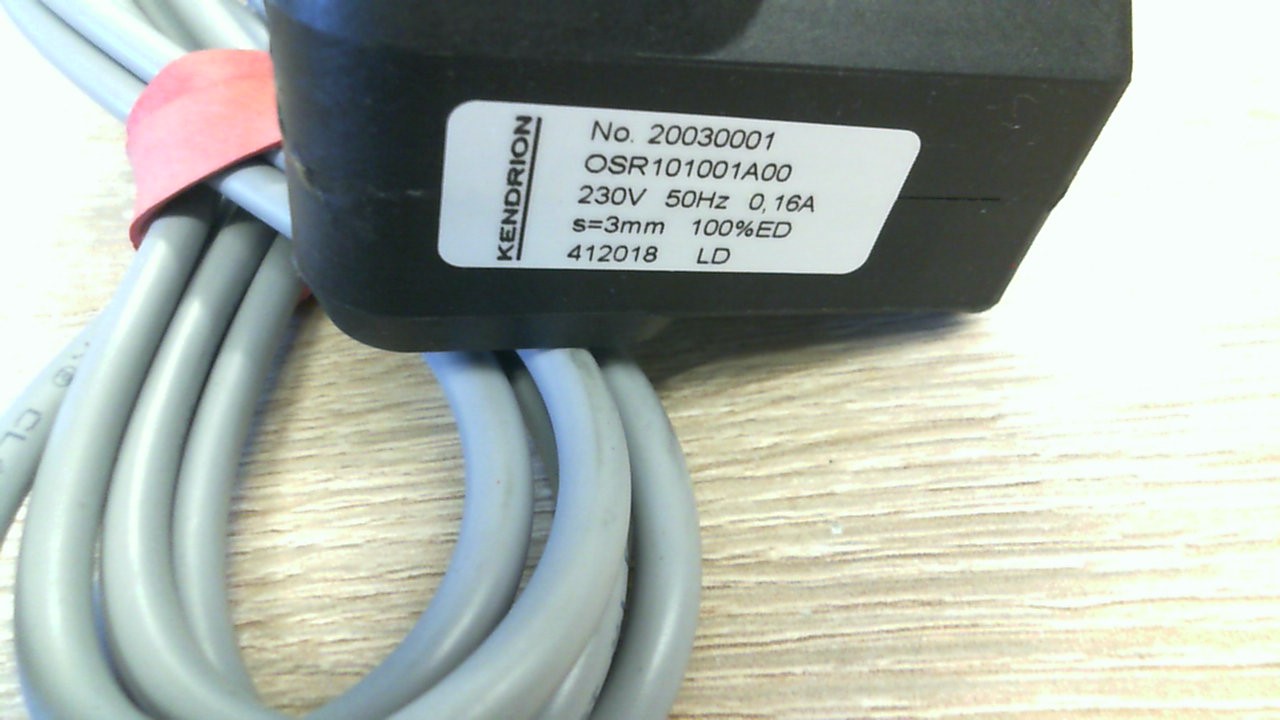 KENDRION
No. 20030001
OSR101001A00
230V 50Hz 0,16A
s=3mm 100%ED
412018 LD